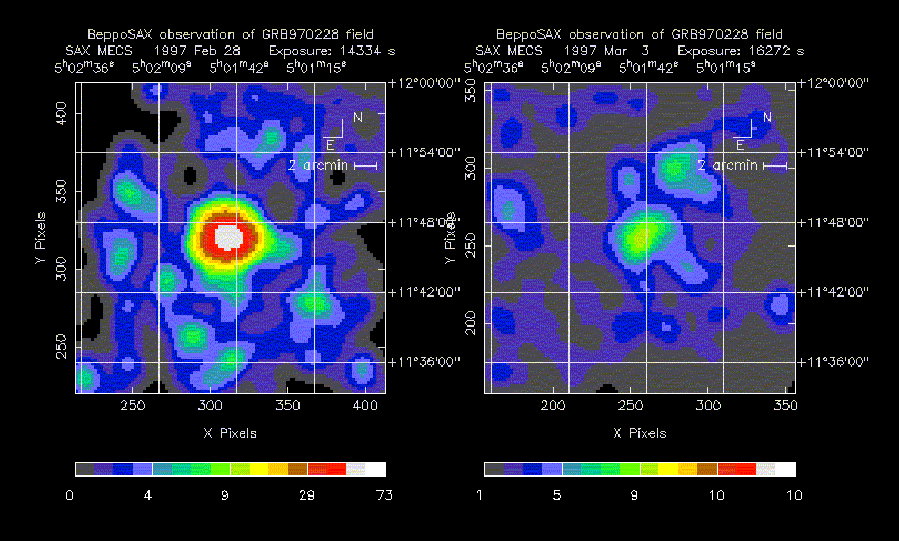 BeppoSAX observation of GRB970228 field
SAX MECS 1997 Feb 28 Exposure: 14334 s
5ʰ02ᵐ36ˢ 5ʰ02ᵐ09ˢ 5ʰ01ᵐ42ˢ 5ʰ01ᵐ15ˢ
+12°00'00"
+11°54'00"
+11°48'00"
+11°42'00"
+11°36'00"
N
E
2 arcmin
Y Pixels
400
350
300
250
250 300 350 400
X Pixels
0 4 9 29 73
BeppoSAX observation of GRB970228 field
SAX MECS 1997 Mar 3 Exposure: 16272 s
5ʰ02ᵐ36ˢ 5ʰ02ᵐ09ˢ 5ʰ01ᵐ42ˢ 5ʰ01ᵐ15ˢ
+12°00'00"
+11°54'00"
+11°48'00"
+11°42'00"
+11°36'00"
N
E
2 arcmin
Y Pixels
350
300
250
200
200 250 300 350
X Pixels
1 5 9 10 10